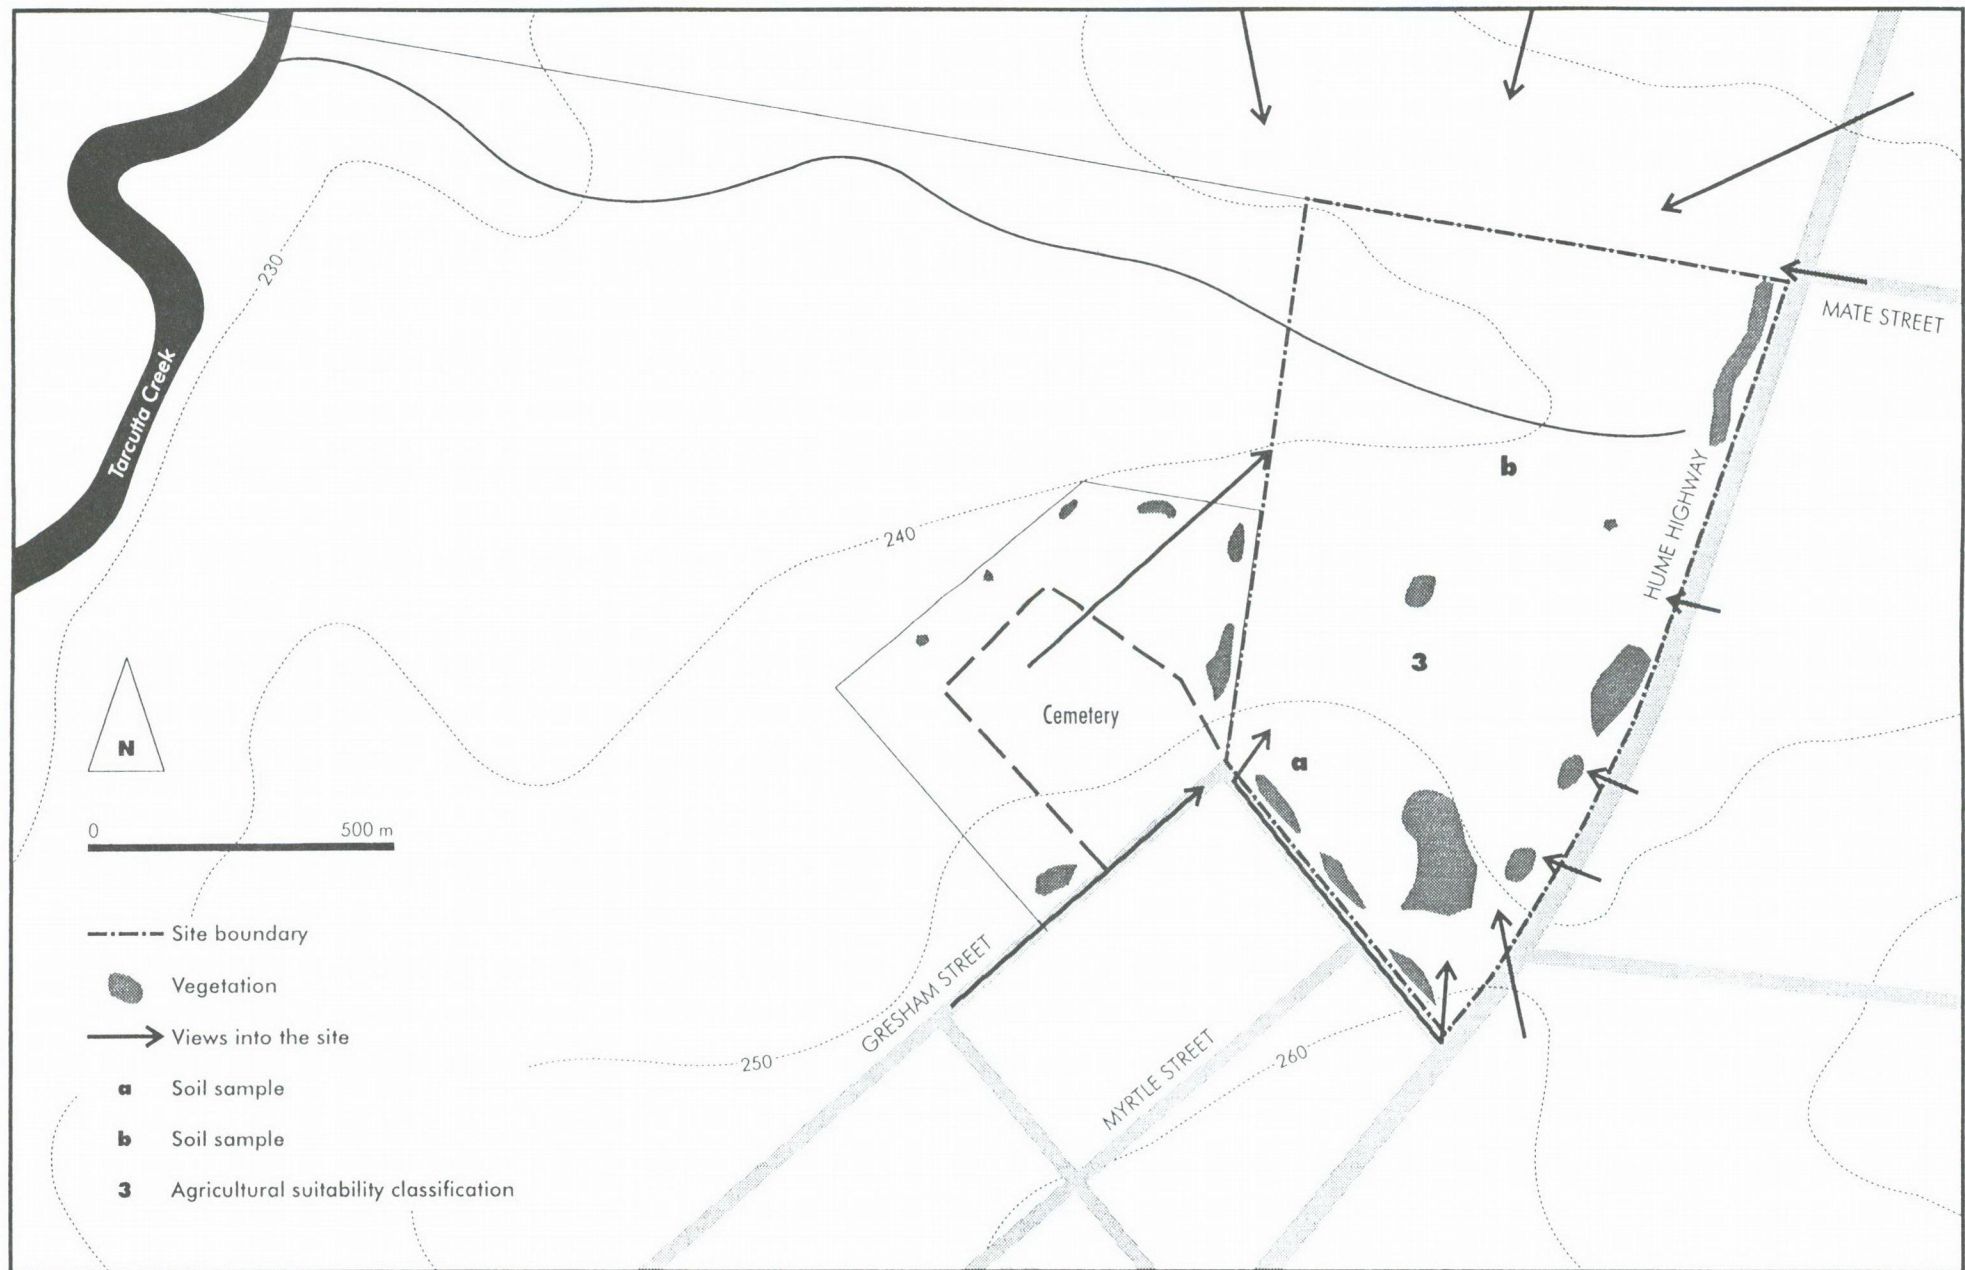 230
Tarcutta Creek
MATE STREET
b
HUME HIGHWAY
240
3
Cemetery
a
N
0 500 m
Site boundary
Vegetation
Views into the site
a Soil sample
b Soil sample
3 Agricultural suitability classification
GRESHAM STREET
250
MYRTLE STREET
260